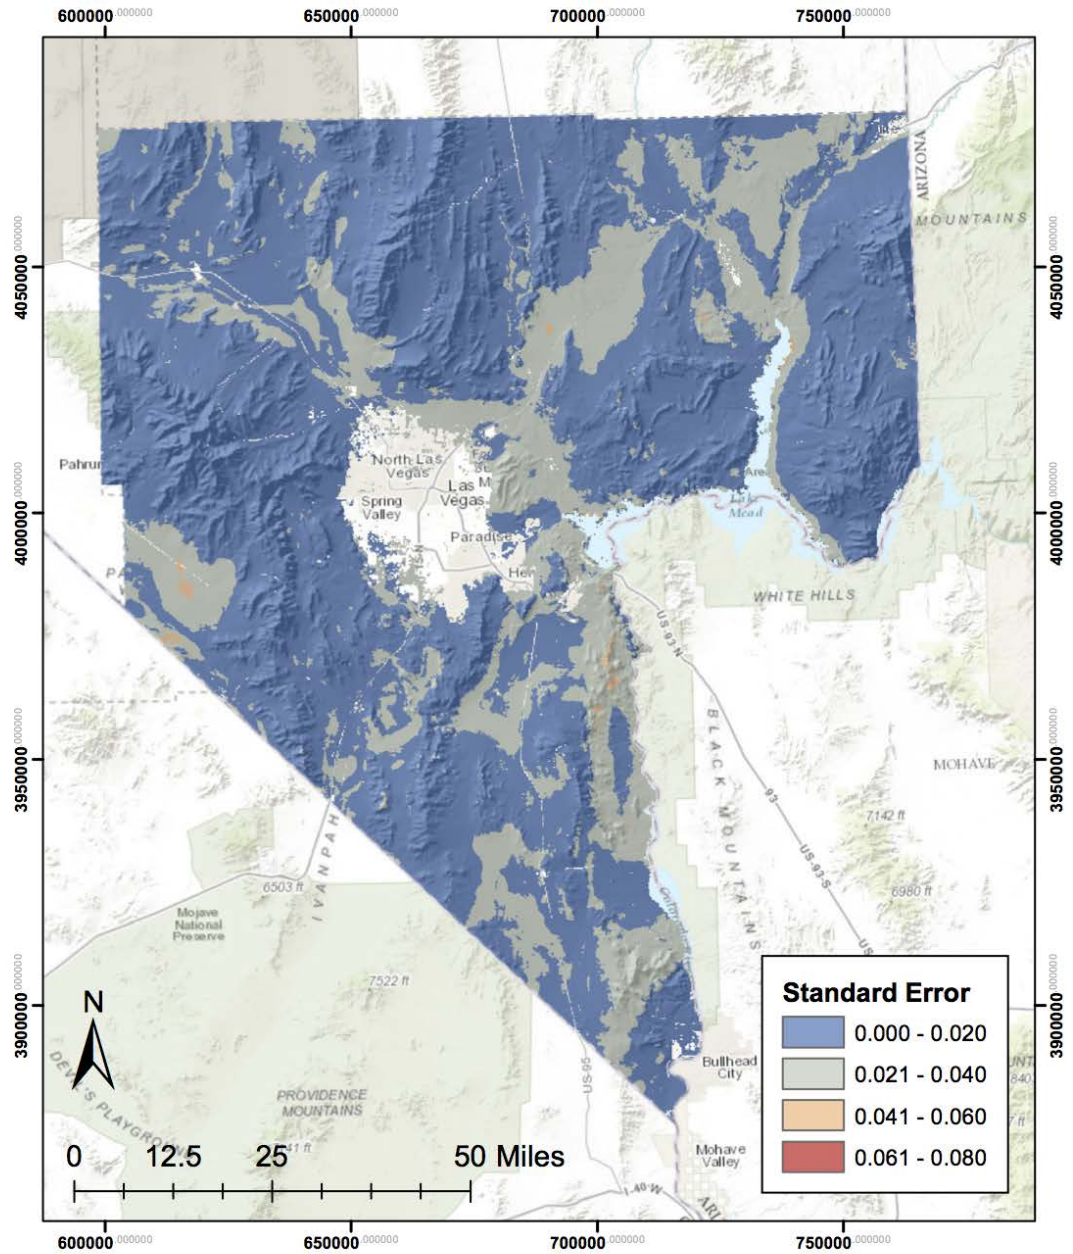 600000.000000 650000.000000 700000.000000 750000.000000
ARIZONA
MOUNTAINS
4050000.000000
4050000.000000
North Las
Vegas
Las
Vegas
Spring
Valley
Paradise
Pahrum
Lake
Mead
4000000.000000
4000000.000000
WHITE HILLS
US-93-N
BLACK MOUNTAINS
MOHAVE
3950000.000000
3950000.000000
93
7142 ft
US-93-S
6980 ft
US
6503 ft
IVANPAH
Mojave
National
Preserve
7522 ft
N
3900000.000000
3900000.000000
Standard Error
0.000 - 0.020
0.021 - 0.040
0.041 - 0.060
0.061 - 0.080
Bullhead
City
US-95
DEVIL'S PLAYGROUND
PROVIDENCE
MOUNTAINS
Mohave
Valley
0 12.5 25 50 Miles
I-40-W
600000.000000 650000.000000 700000.000000 750000.000000